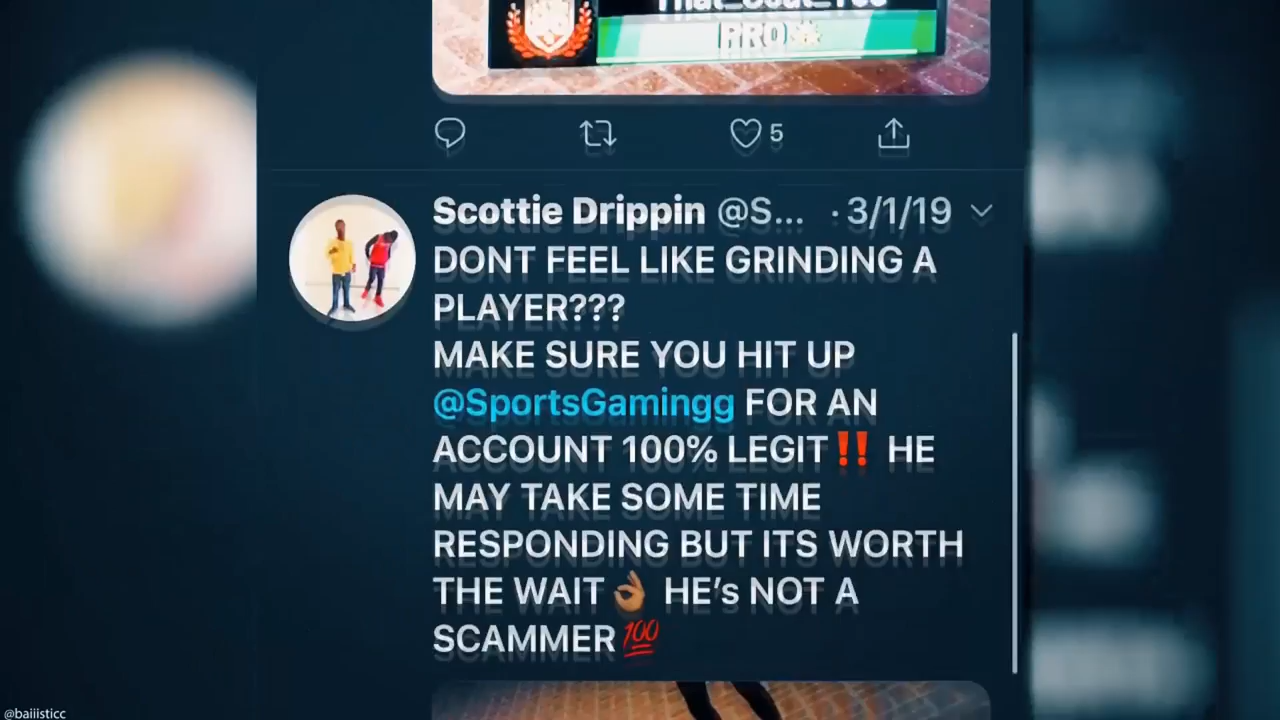 PRO
5
Scottie Drippin @S... · 3/1/19
DONT FEEL LIKE GRINDING A
PLAYER???
MAKE SURE YOU HIT UP
@SportsGamingg FOR AN
ACCOUNT 100% LEGIT‼️ HE
MAY TAKE SOME TIME
RESPONDING BUT ITS WORTH
THE WAIT👌🏽 HE’s NOT A
SCAMMER💯
@baiiisticc